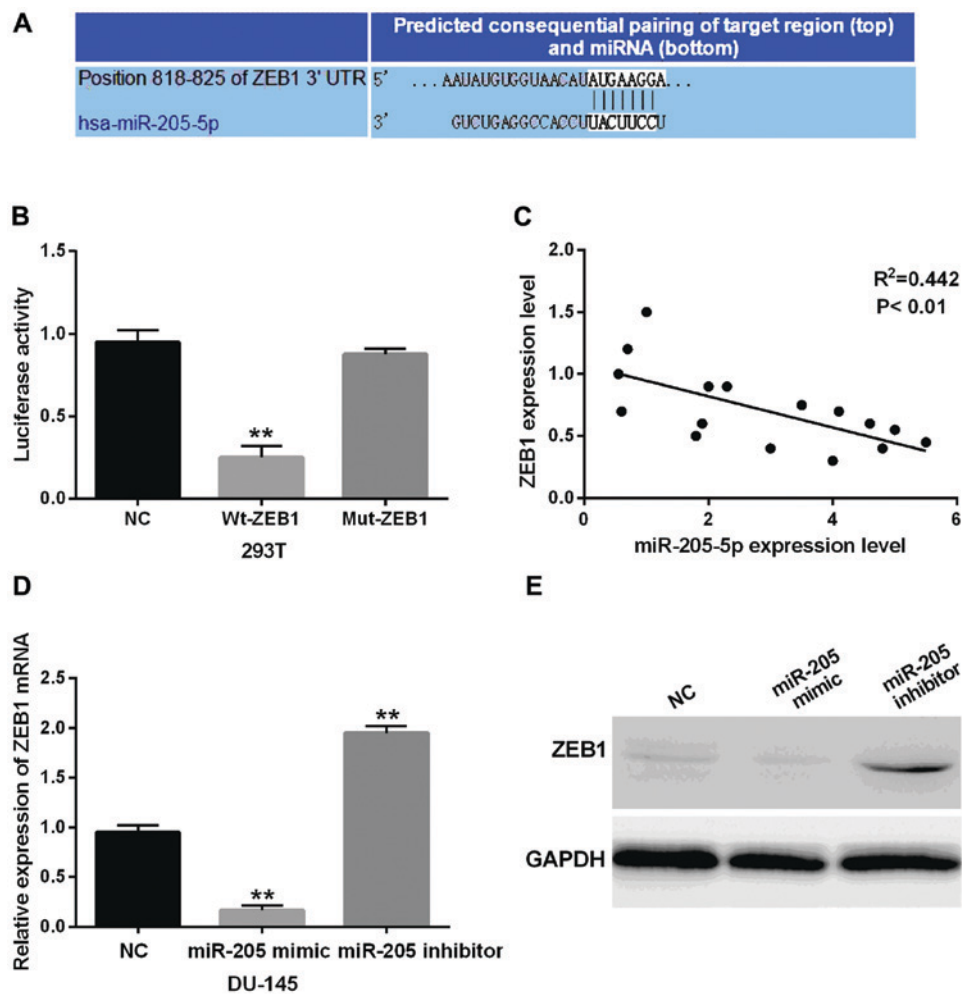 A
Predicted consequential pairing of target region (top)
and miRNA (bottom)
Position 818-825 of ZEB1 3' UTR
5' ...AAUAUGUGGUAACAUAUGAAGGA...
hsa-miR-205-5p
3' GUCUGAGGCCACCUUACUUCCU
B
Luciferase activity
1.5
1.0
0.5
0.0
**
NC
Wt-ZEB1
Mut-ZEB1
293T
C
ZEB1 expression level
2.0
1.5
1.0
0.5
0.0
R²=0.442
P< 0.01
0 2 4 6
miR-205-5p expression level
D
Relative expression of ZEB1 mRNA
2.5
2.0
1.5
1.0
0.5
0.0
**
**
NC
miR-205 mimic
miR-205 inhibitor
DU-145
E
NC
miR-205
mimic
miR-205
inhibitor
ZEB1
GAPDH